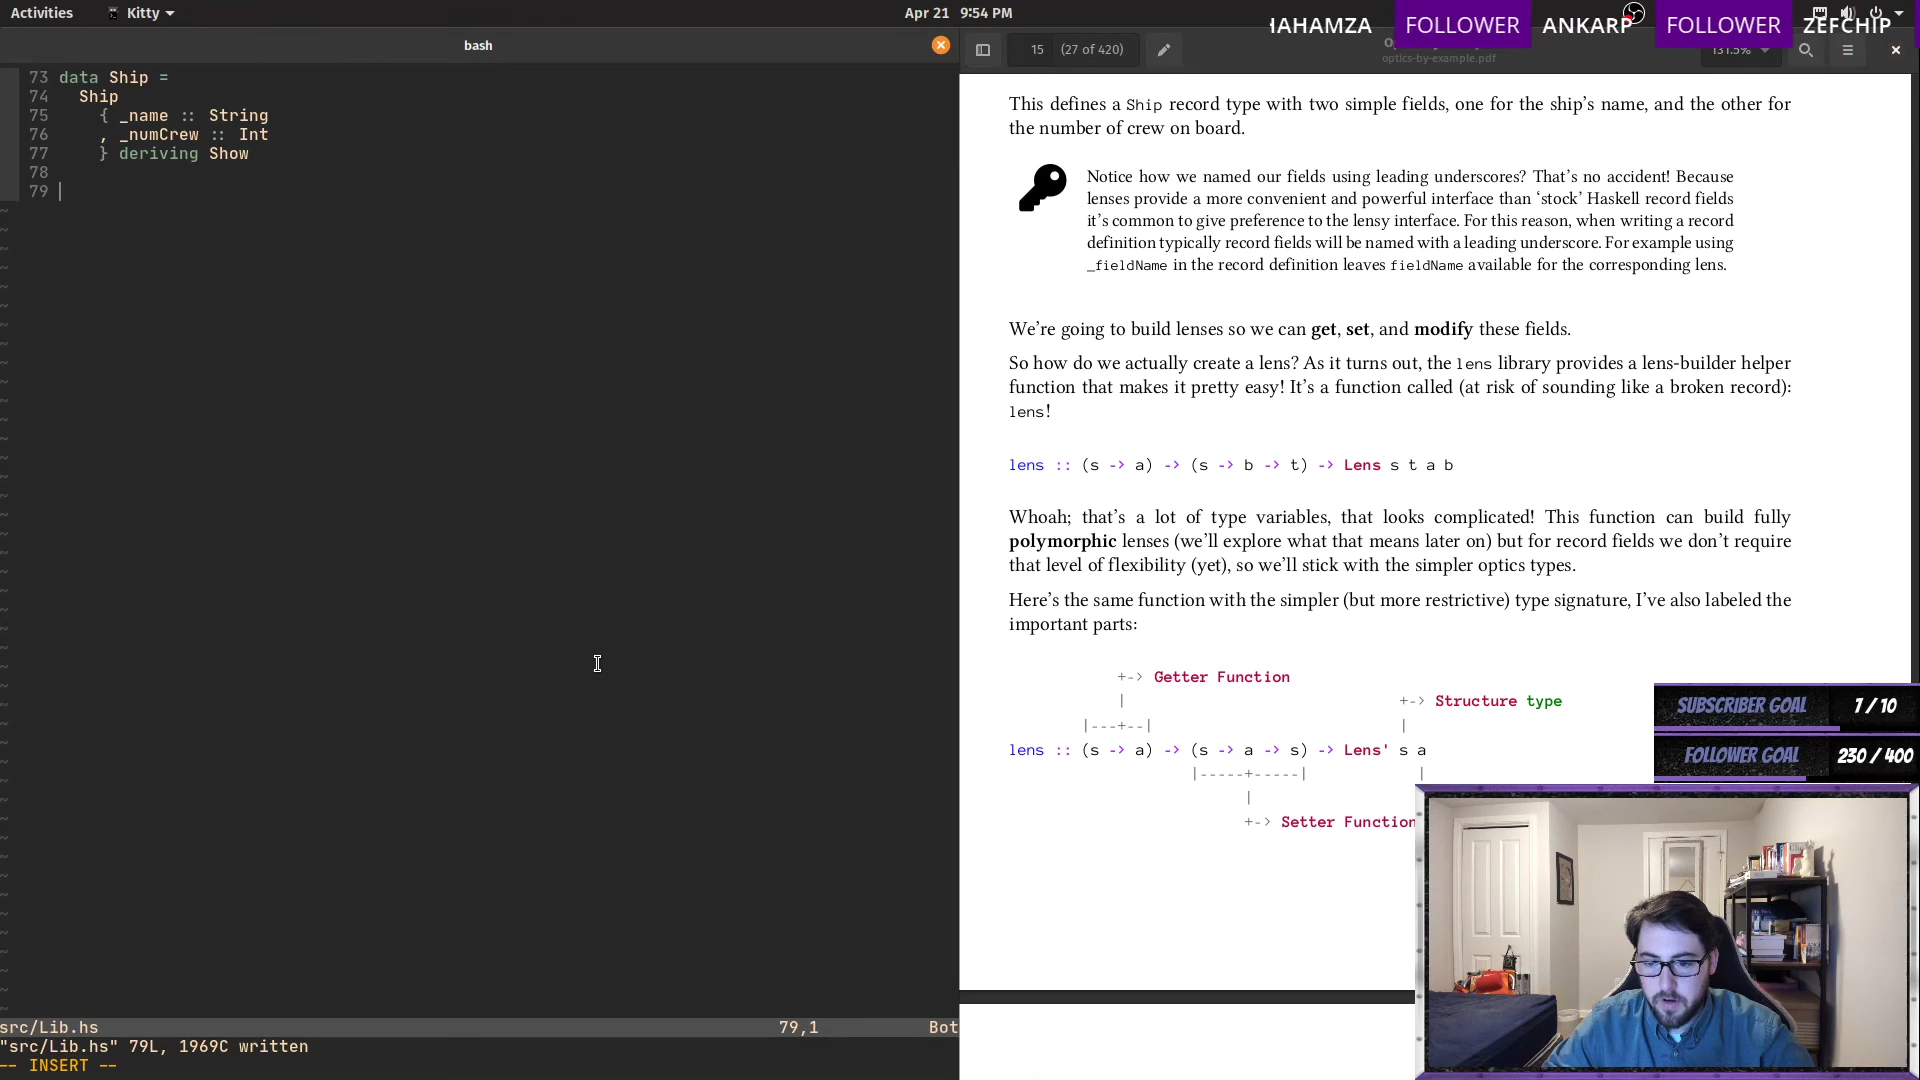 Activities
Kitty
Apr 21 9:54 PM
HAHAMZA FOLLOWER ANKARP FOLLOWER ZEFCHIP
bash
15 (27 of 420)
optics-by-example.pdf
131.5%
73 data Ship =
74 Ship
75 { _name :: String
76 , _numCrew :: Int
77 } deriving Show
78
79
This defines a Ship record type with two simple fields, one for the ship's name, and the other for
the number of crew on board.
Notice how we named our fields using leading underscores? That's no accident! Because
lenses provide a more convenient and powerful interface than ‘stock’ Haskell record fields
it's common to give preference to the lensy interface. For this reason, when writing a record
definition typically record fields will be named with a leading underscore. For example using
_fieldName in the record definition leaves fieldName available for the corresponding lens.
We're going to build lenses so we can get, set, and modify these fields.
So how do we actually create a lens? As it turns out, the lens library provides a lens-builder helper
function that makes it pretty easy! It's a function called (at risk of sounding like a broken record):
lens!
lens :: (s -> a) -> (s -> b -> t) -> Lens s t a b
Whoah; that's a lot of type variables, that looks complicated! This function can build fully
polymorphic lenses (we'll explore what that means later on) but for record fields we don't require
that level of flexibility (yet), so we'll stick with the simpler optics types.
Here's the same function with the simpler (but more restrictive) type signature, I've also labeled the
important parts:
+-> Getter Function
| +-> Structure type
|---+--| |
lens :: (s -> a) -> (s -> a -> s) -> Lens' s a
|-----+-----| |
|
+-> Setter Function
SUBSCRIBER GOAL 7 / 10
FOLLOWER GOAL 230 / 400
src/Lib.hs 79,1 Bot
"src/Lib.hs" 79L, 1969C written
-- INSERT --